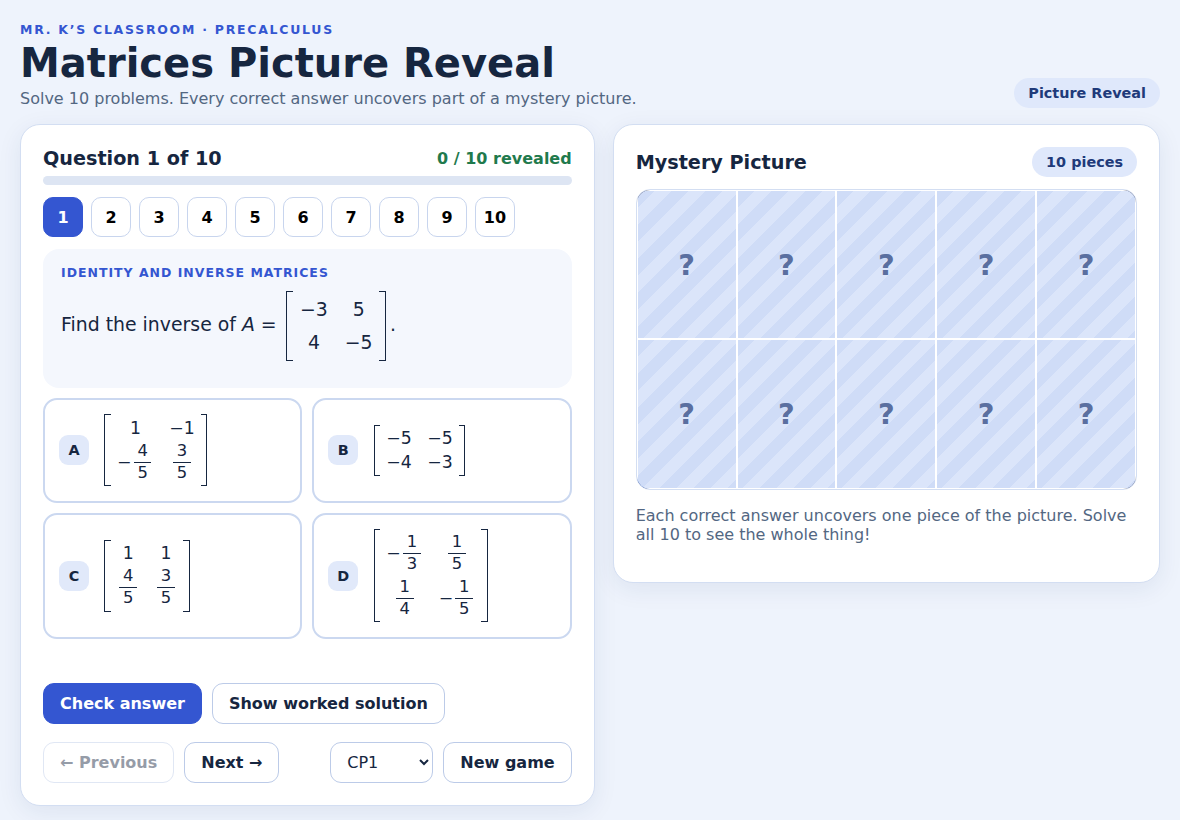 MR. K’S CLASSROOM · PRECALCULUS
Matrices Picture Reveal
Solve 10 problems. Every correct answer uncovers part of a mystery picture.
Picture Reveal
Question 1 of 10
0 / 10 revealed
1 2 3 4 5 6 7 8 9 10
IDENTITY AND INVERSE MATRICES
Find the inverse of A = [−3 5
4 −5].
A
1 −1
−4/5 3/5
B
−5 −5
−4 −3
C
1 1
4/5 3/5
D
−1/3 1/5
1/4 −1/5
Check answer
Show worked solution
← Previous
Next →
CP1
New game
Mystery Picture
10 pieces
? ? ? ? ?
? ? ? ? ?
Each correct answer uncovers one piece of the picture. Solve
all 10 to see the whole thing!